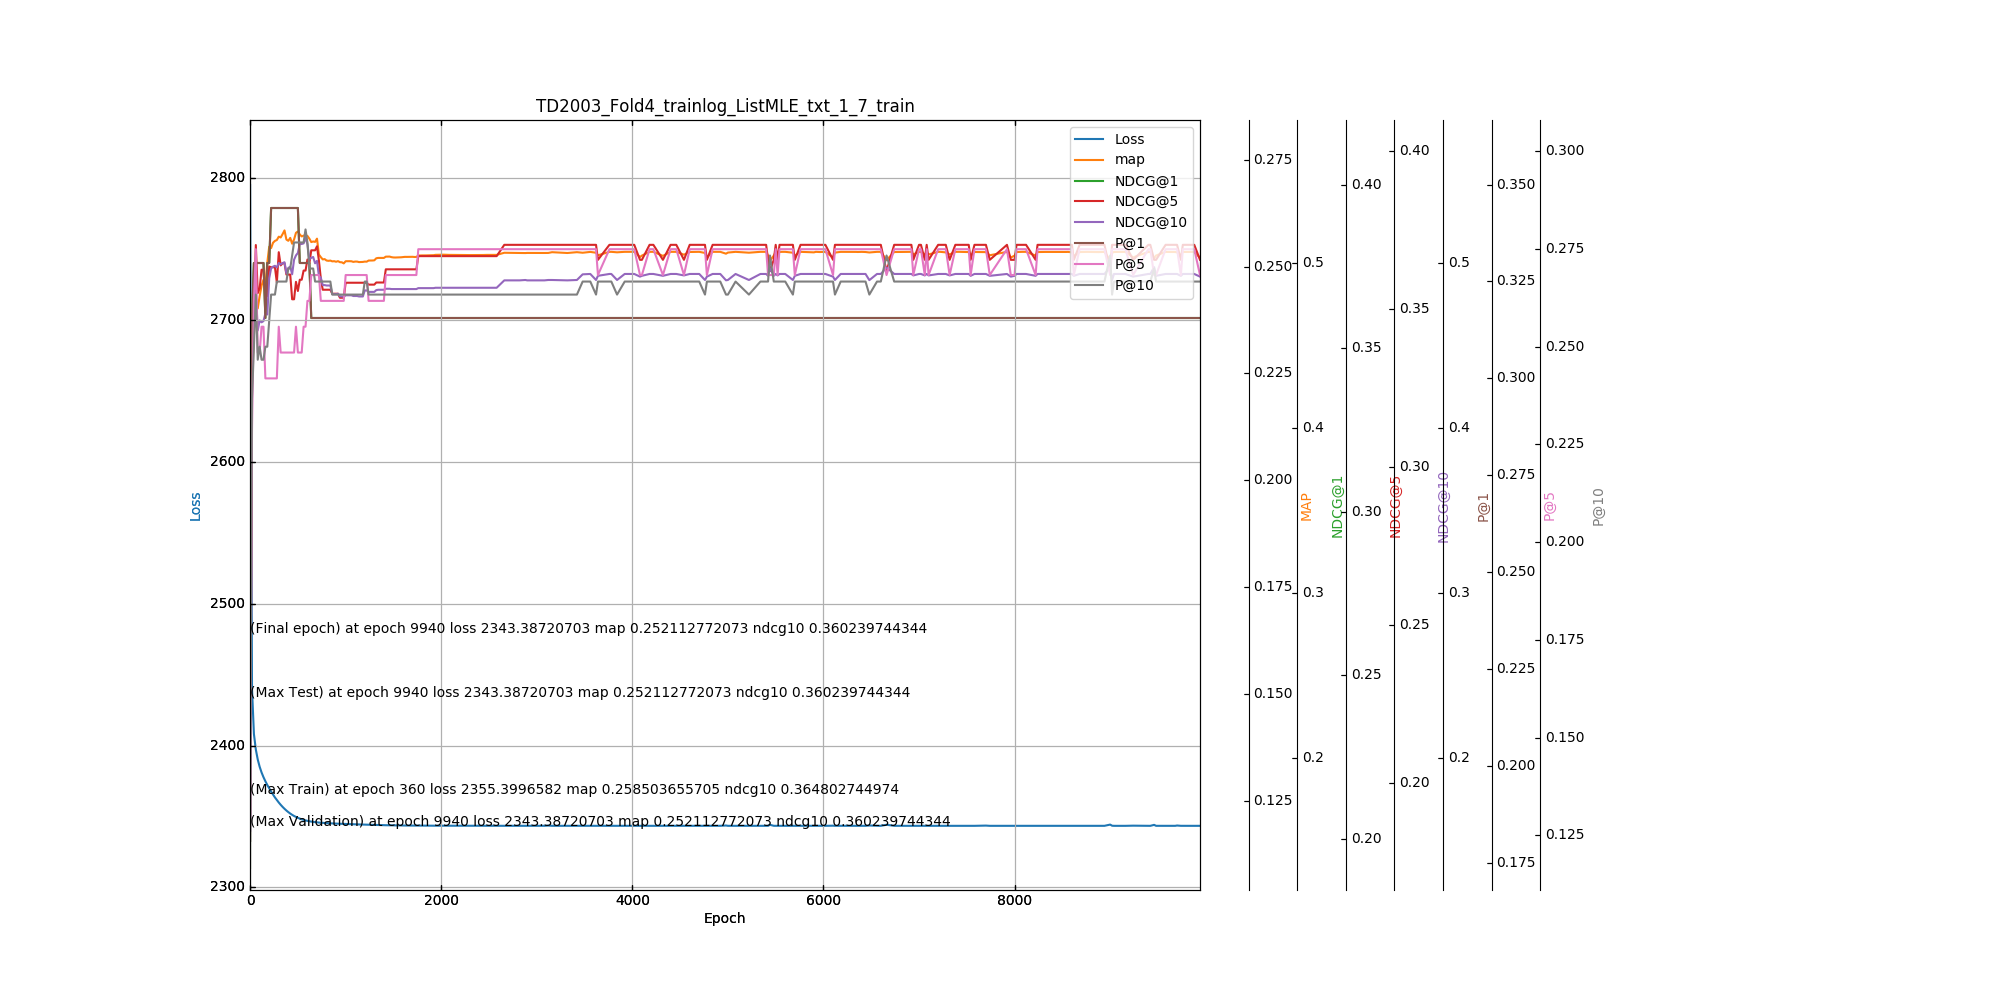 TD2003_Fold4_trainlog_ListMLE_txt_1_7_train
Loss
map
NDCG@1
NDCG@5
NDCG@10
P@1
P@5
P@10
2800
2700
2600
2500
2400
2300
Loss
(Final epoch) at epoch 9940 loss 2343.38720703 map 0.252112772073 ndcg10 0.360239744344
(Max Test) at epoch 9940 loss 2343.38720703 map 0.252112772073 ndcg10 0.360239744344
(Max Train) at epoch 360 loss 2355.3996582 map 0.258503655705 ndcg10 0.364802744974
(Max Validation) at epoch 9940 loss 2343.38720703 map 0.252112772073 ndcg10 0.360239744344
0 2000 4000 6000 8000
Epoch
0.275
0.250
0.225
0.200
0.175
0.150
0.125
MAP
0.5
0.4
0.3
0.2
NDCG@1
0.40
0.35
0.30
0.25
0.20
NDCG@5
0.40
0.35
0.30
0.25
0.20
NDCG@10
0.5
0.4
0.3
0.2
P@1
0.350
0.325
0.300
0.275
0.250
0.225
0.200
0.175
P@5
0.300
0.275
0.250
0.225
0.200
0.175
0.150
0.125
P@10